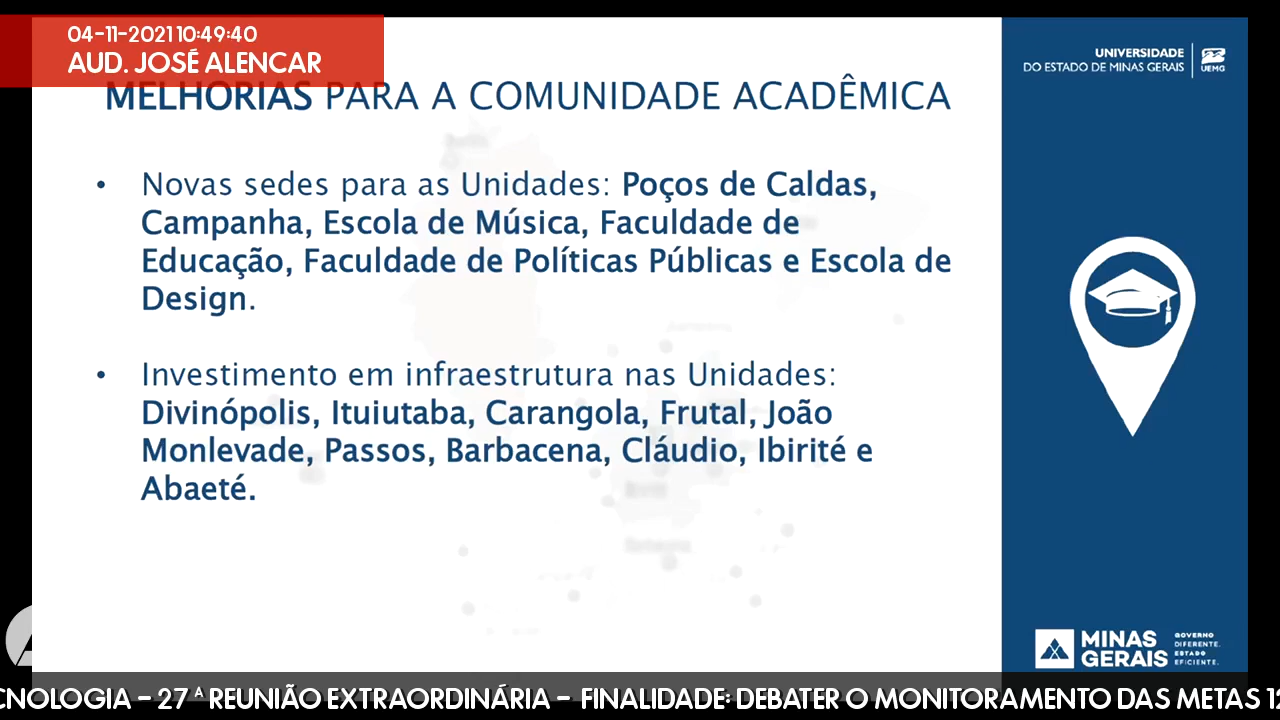 04-11-2021 10:49:40
AUD. JOSÉ ALENCAR
MELHORIAS PARA A COMUNIDADE ACADÊMICA
• Novas sedes para as Unidades: Poços de Caldas,
Campanha, Escola de Música, Faculdade de
Educação, Faculdade de Políticas Públicas e Escola de
Design.
• Investimento em infraestrutura nas Unidades:
Divinópolis, Ituiutaba, Carangola, Frutal, João
Monlevade, Passos, Barbacena, Cláudio, Ibirité e
Abaeté.
UNIVERSIDADE
DO ESTADO DE MINAS GERAIS
UEMG
MINAS
GERAIS
GOVERNO
DIFERENTE.
ESTADO
EFICIENTE.
CNOLOGIA – 27 ª REUNIÃO EXTRAORDINÁRIA – FINALIDADE: DEBATER O MONITORAMENTO DAS METAS 12